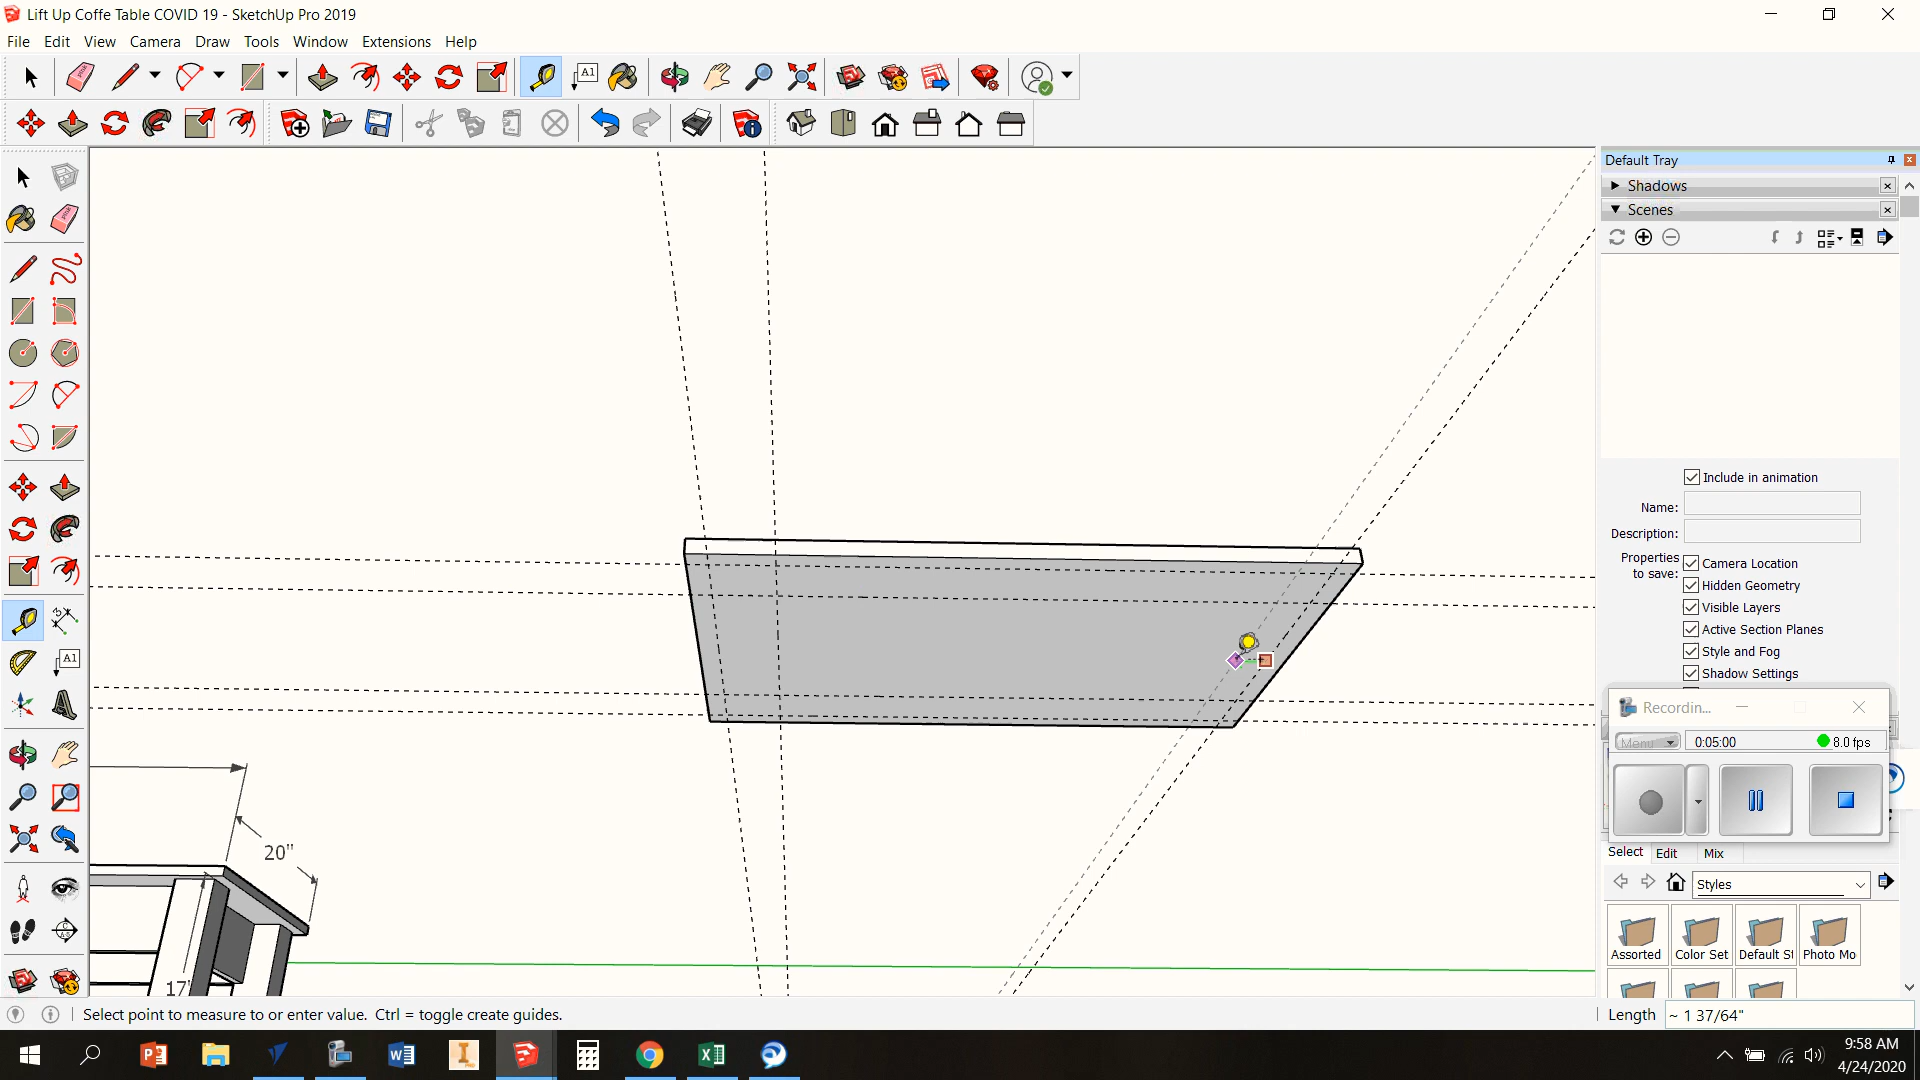 Lift Up Coffe Table COVID 19 - SketchUp Pro 2019
File Edit View Camera Draw Tools Window Extensions Help
A1
Default Tray
Shadows
Scenes
Include in animation
Name:
Description:
Properties to save:
Camera Location
Hidden Geometry
Visible Layers
Active Section Planes
Style and Fog
Shadow Settings
A1
Recordin...
Menu
0:05:00
8.0 fps
20"
17'
Select Edit Mix
Styles
Assorted
Color Set
Default St
Photo Mo
Select point to measure to or enter value. Ctrl = toggle create guides.
Length ~ 1 37/64"
9:58 AM
4/24/2020